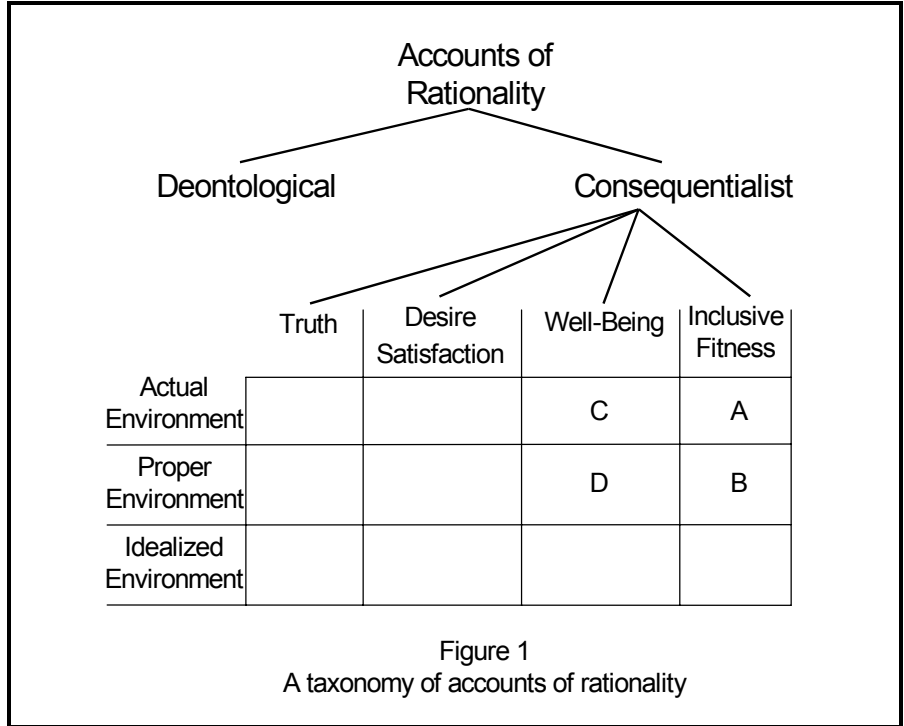 Accounts of
Rationality
Deontological
Consequentialist
Truth
Desire
Satisfaction
Well-Being
Inclusive
Fitness
Actual
Environment
C
A
Proper
Environment
D
B
Idealized
Environment
Figure 1
A taxonomy of accounts of rationality